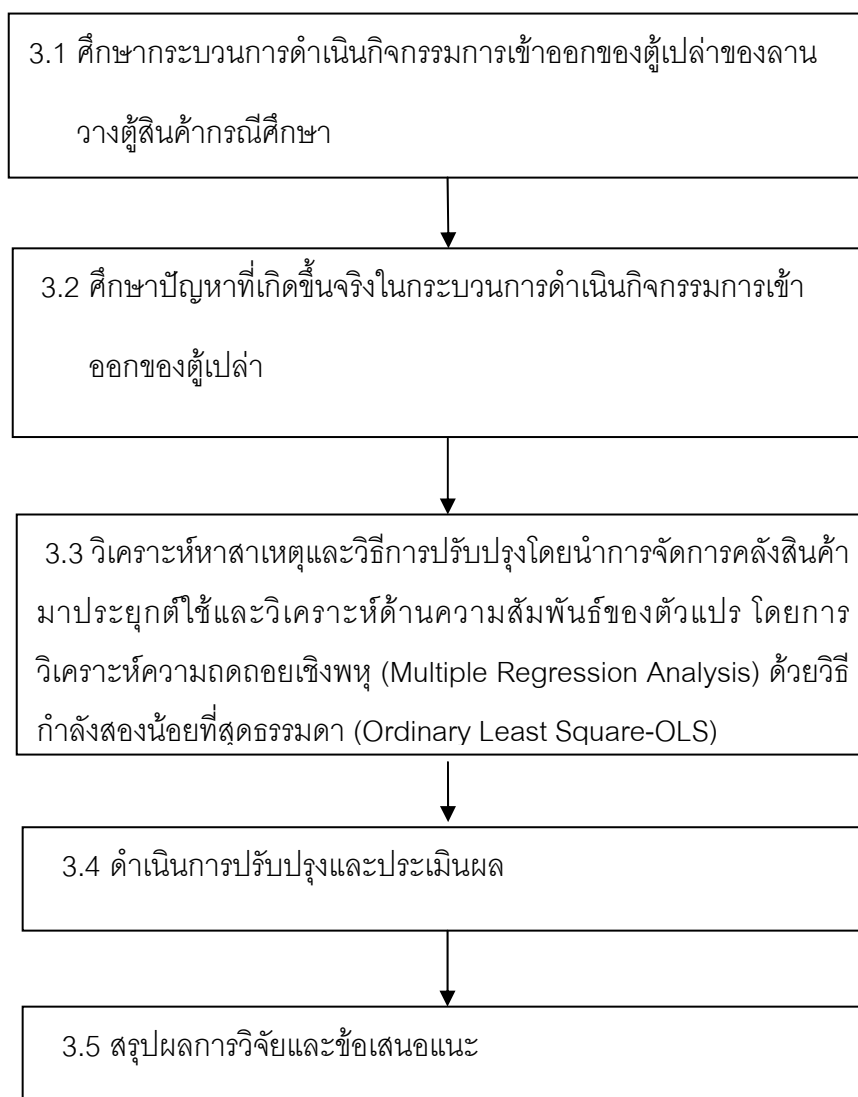 3.1 ศึกษากระบวนการดำเนินกิจกรรมการเข้าออกของตู้เปล่าของลาน
วางตู้สินค้ากรณีศึกษา
3.2 ศึกษาปัญหาที่เกิดขึ้นจริงในกระบวนการดำเนินกิจกรรมการเข้า
ออกของตู้เปล่า
3.3 วิเคราะห์หาสาเหตุและวิธีการปรับปรุงโดยนำการจัดการคลังสินค้า
มาประยุกต์ใช้และวิเคราะห์ด้านความสัมพันธ์ของตัวแปร โดยการ
วิเคราะห์ความถดถอยเชิงพหุ (Multiple Regression Analysis) ด้วยวิธี
กำลังสองน้อยที่สุดธรรมดา (Ordinary Least Square-OLS)
3.4 ดำเนินการปรับปรุงและประเมินผล
3.5 สรุปผลการวิจัยและข้อเสนอแนะ